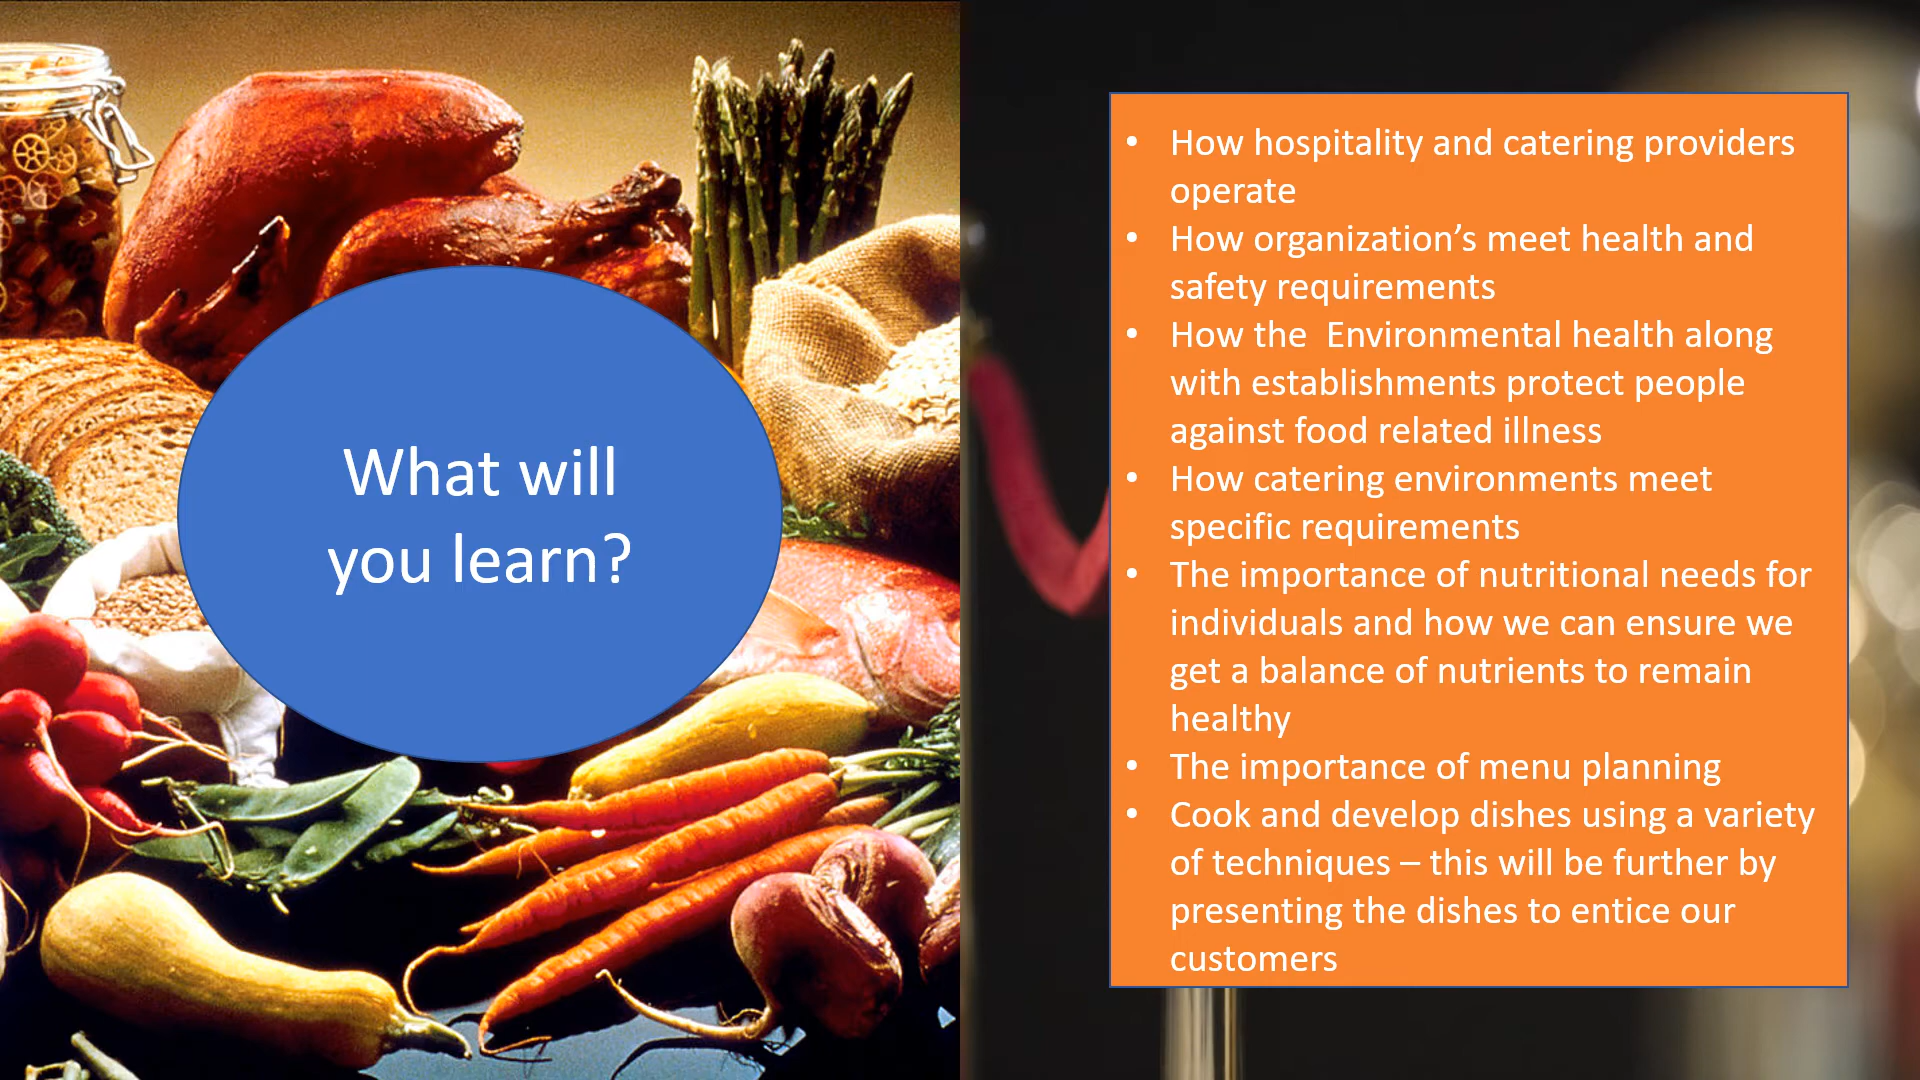 What will
you learn?
• How hospitality and catering providers
operate
• How organization’s meet health and
safety requirements
• How the  Environmental health along
with establishments protect people
against food related illness
• How catering environments meet
specific requirements
• The importance of nutritional needs for
individuals and how we can ensure we
get a balance of nutrients to remain
healthy
• The importance of menu planning
• Cook and develop dishes using a variety
of techniques – this will be further by
presenting the dishes to entice our
customers